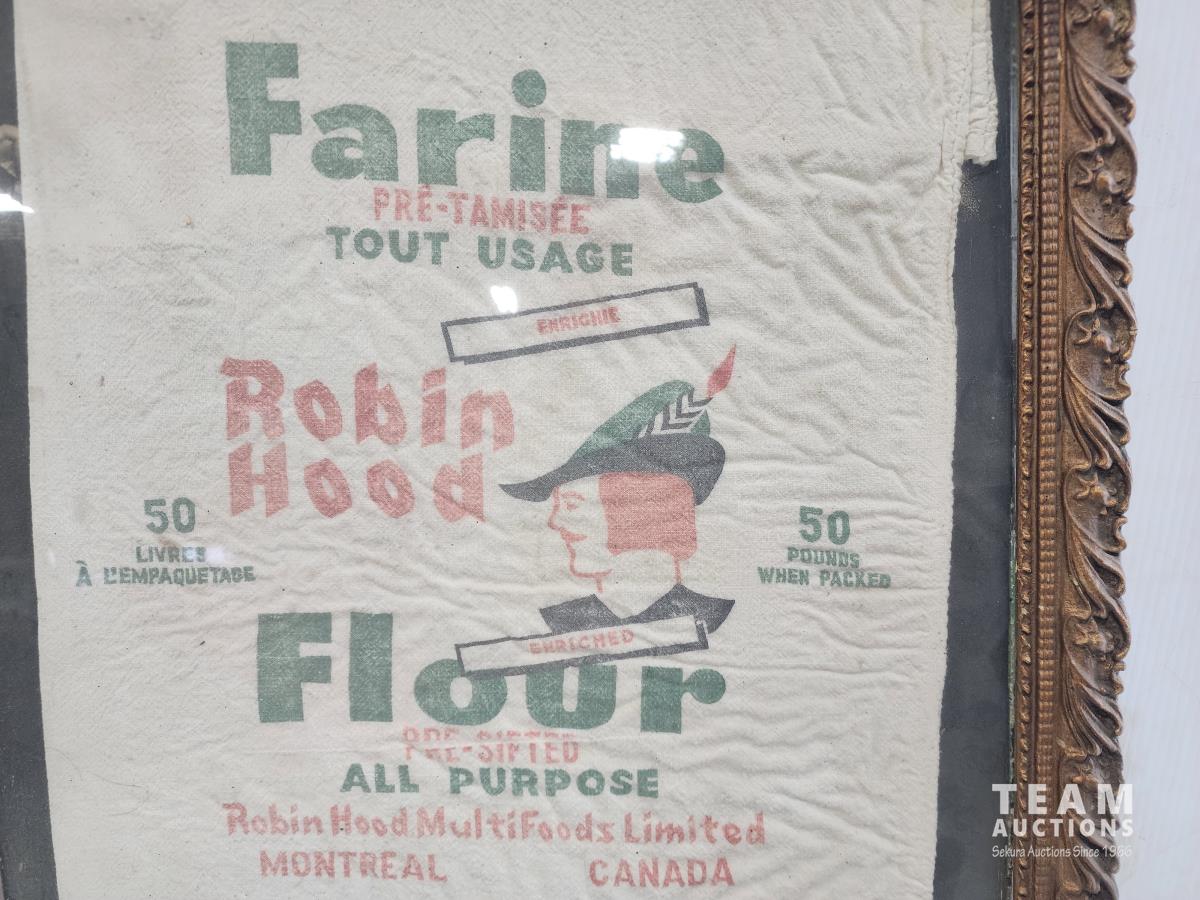 Farine
PRÉ-TAMISÉE
TOUT USAGE
ENRICHIE
Robin
Hood
50
LIVRES
À L'EMPAQUETAGE
50
POUNDS
WHEN PACKED
ENRICHED
Flour
PRE-SIFTED
ALL PURPOSE
Robin Hood MultiFoods Limited
MONTREAL CANADA
TEAM
AUCTIONS
Sekura Auctions Since 1966